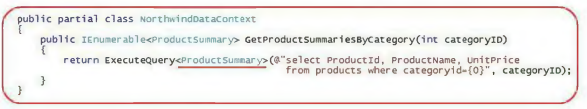 public partial class NorthwindDataContext
{
public IEnumerable<ProductSummary> GetProductSummariesByCategory(int categoryID)
{
return ExecuteQuery<ProductSummary>(@"select ProductId, ProductName, UnitPrice
from products where categoryid={0}", categoryID);
}
}